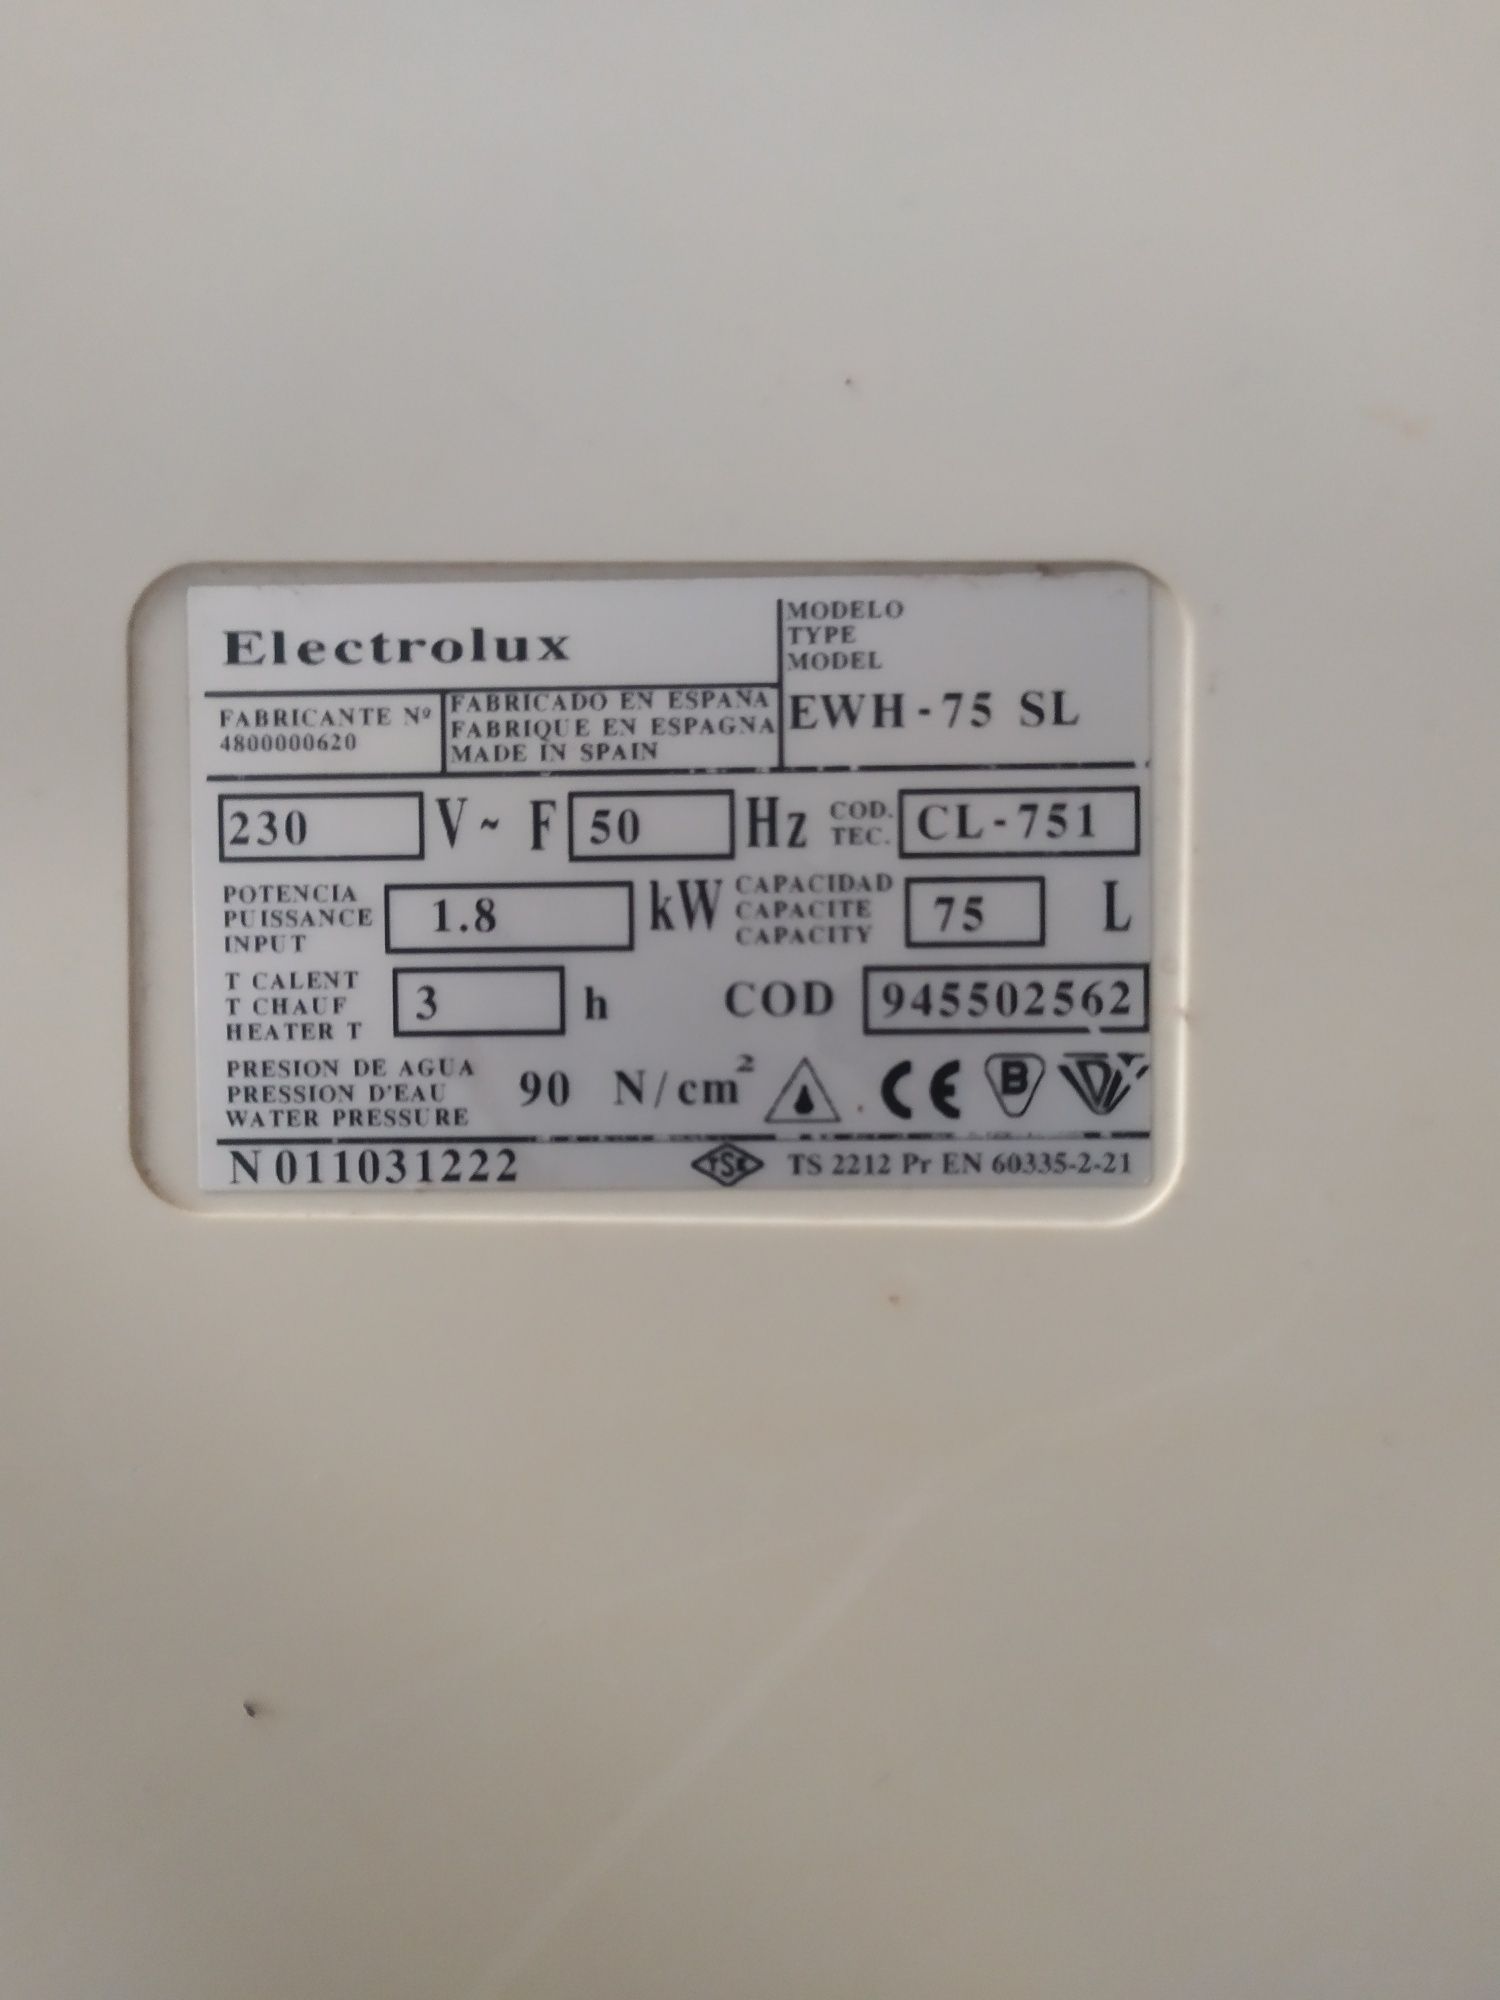 Electrolux
MODELO
TYPE
MODEL
EWH-75 SL
FABRICANTE Nº
4800000620
FABRICADO EN ESPAÑA
FABRIQUE EN ESPAGNA
MADE IN SPAIN
230 V~ F 50 Hz COD. TEC. CL-751
POTENCIA
PUISSANCE
INPUT
1.8 kW
CAPACIDAD
CAPACITE
CAPACITY
75 L
T CALENT
T CHAUF
HEATER T
3 h
COD 945502562
PRESION DE AGUA
PRESSION D'EAU
WATER PRESSURE
90 N/cm²
CE B
N 011031222
TSE TS 2212 Pr EN 60335-2-21